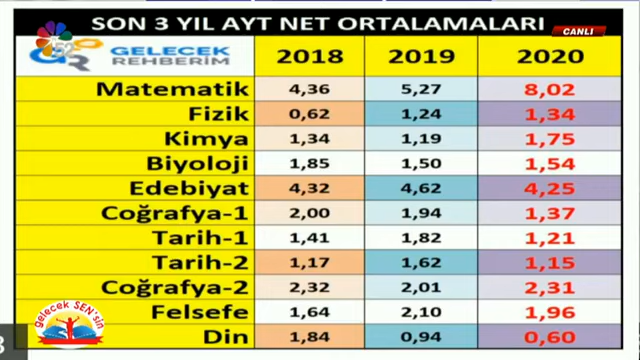 SON 3 YIL AYT NET ORTALAMALARI
CANLI
52
GELECEK
REHBERİM
2018 2019 2020
Matematik 4,36 5,27 8,02
Fizik 0,62 1,24 1,34
Kimya 1,34 1,19 1,75
Biyoloji 1,85 1,50 1,54
Edebiyat 4,32 4,62 4,25
Coğrafya-1 2,00 1,94 1,37
Tarih-1 1,41 1,82 1,21
Tarih-2 1,17 1,62 1,15
Coğrafya-2 2,32 2,01 2,31
Felsefe 1,64 2,10 1,96
Din 1,84 0,94 0,60
gelecek SEN'sin